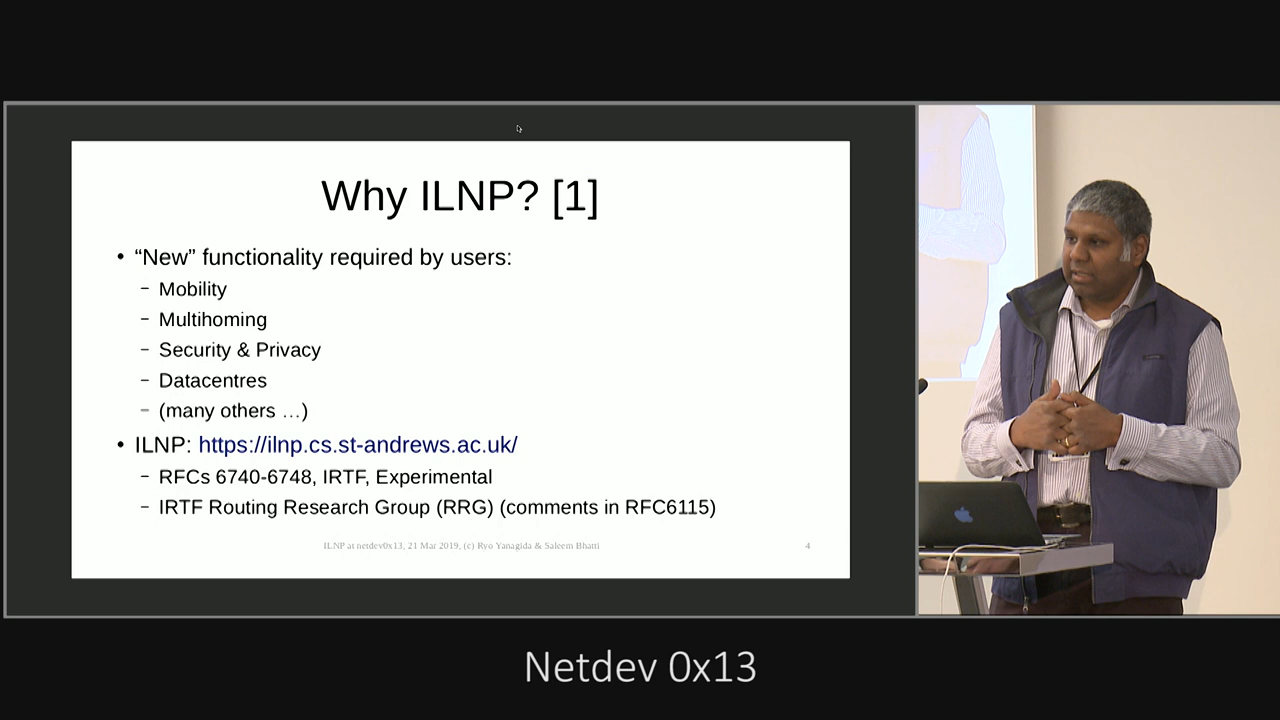 Why ILNP? [1]
• “New” functionality required by users:
– Mobility
– Multihoming
– Security & Privacy
– Datacentres
– (many others …)
• ILNP: https://ilnp.cs.st-andrews.ac.uk/
– RFCs 6740-6748, IRTF, Experimental
– IRTF Routing Research Group (RRG) (comments in RFC6115)
ILNP at netdev0x13, 21 Mar 2019, (c) Ryo Yanagida & Saleem Bhatti
4
Netdev 0x13